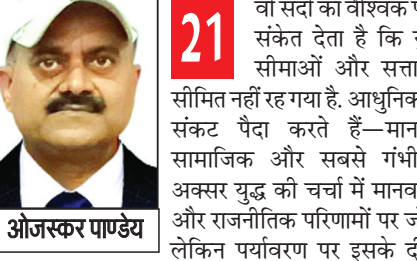 21
वीं सदी का वैश्विक
संकेत देता है कि
सीमाओं और सत्ता
सीमित नहीं रह गया है. आधुनिक
संकट पैदा करते हैं—मान
सामाजिक और सबसे गंभी
अक्सर युद्ध की चर्चा में मानव
और राजनीतिक परिणामों पर
लेकिन पर्यावरण पर इसके
ओजस्कर पाण्डेय